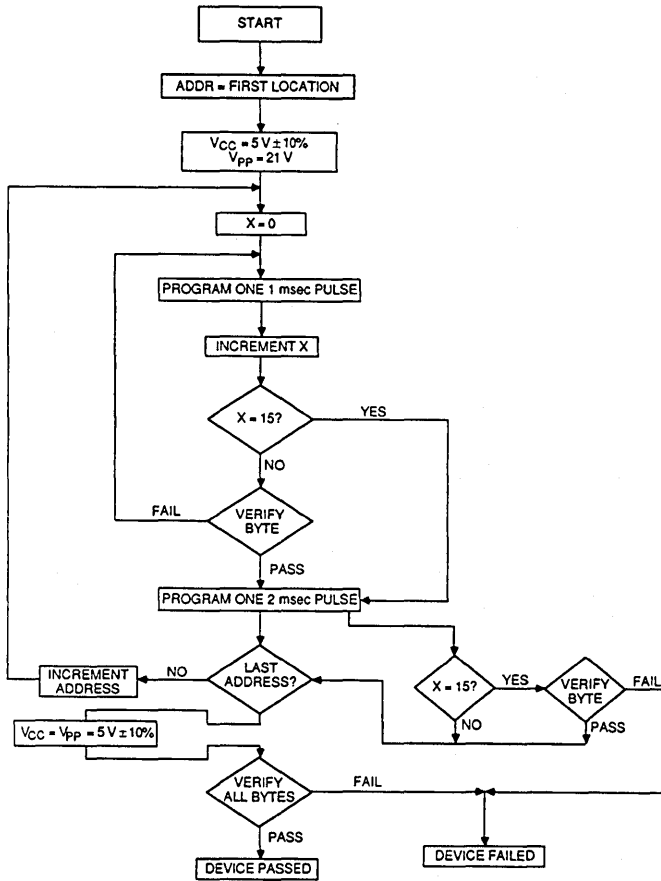 START
ADDR = FIRST LOCATION
VCC = 5 V ± 10%
VPP = 21 V
X = 0
PROGRAM ONE 1 msec PULSE
INCREMENT X
X = 15?
YES
NO
FAIL
VERIFY
BYTE
PASS
PROGRAM ONE 2 msec PULSE
INCREMENT
ADDRESS
NO
LAST
ADDRESS?
X = 15?
YES
VERIFY
BYTE
FAIL
NO
PASS
VCC = VPP = 5 V ± 10%
VERIFY
ALL BYTES
FAIL
PASS
DEVICE PASSED
DEVICE FAILED